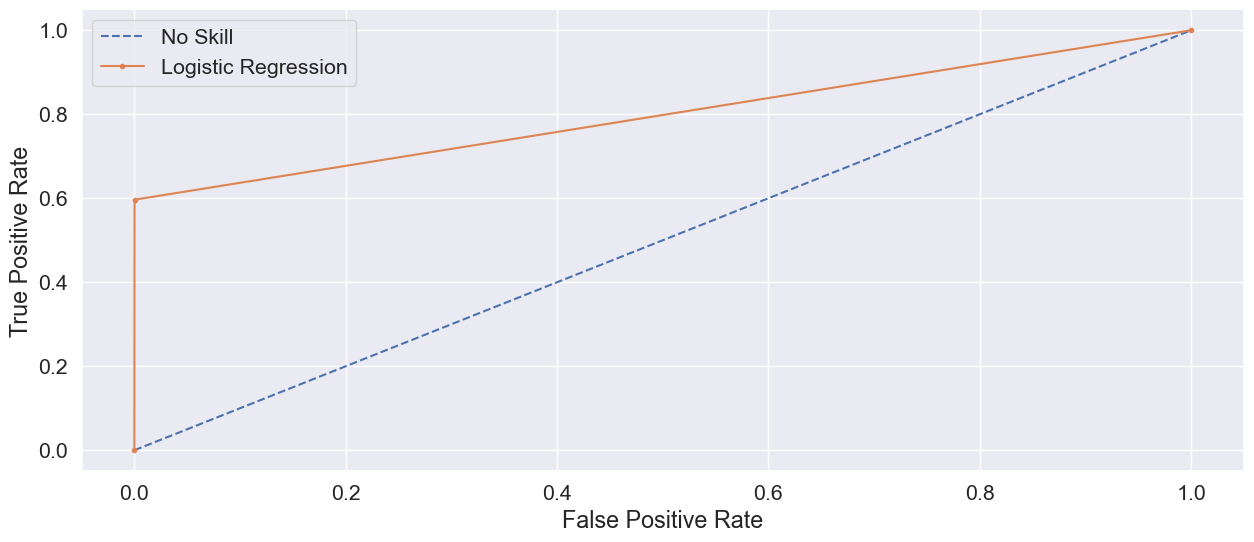 No Skill
Logistic Regression
True Positive Rate
1.0
0.8
0.6
0.4
0.2
0.0
0.0 0.2 0.4 0.6 0.8 1.0
False Positive Rate